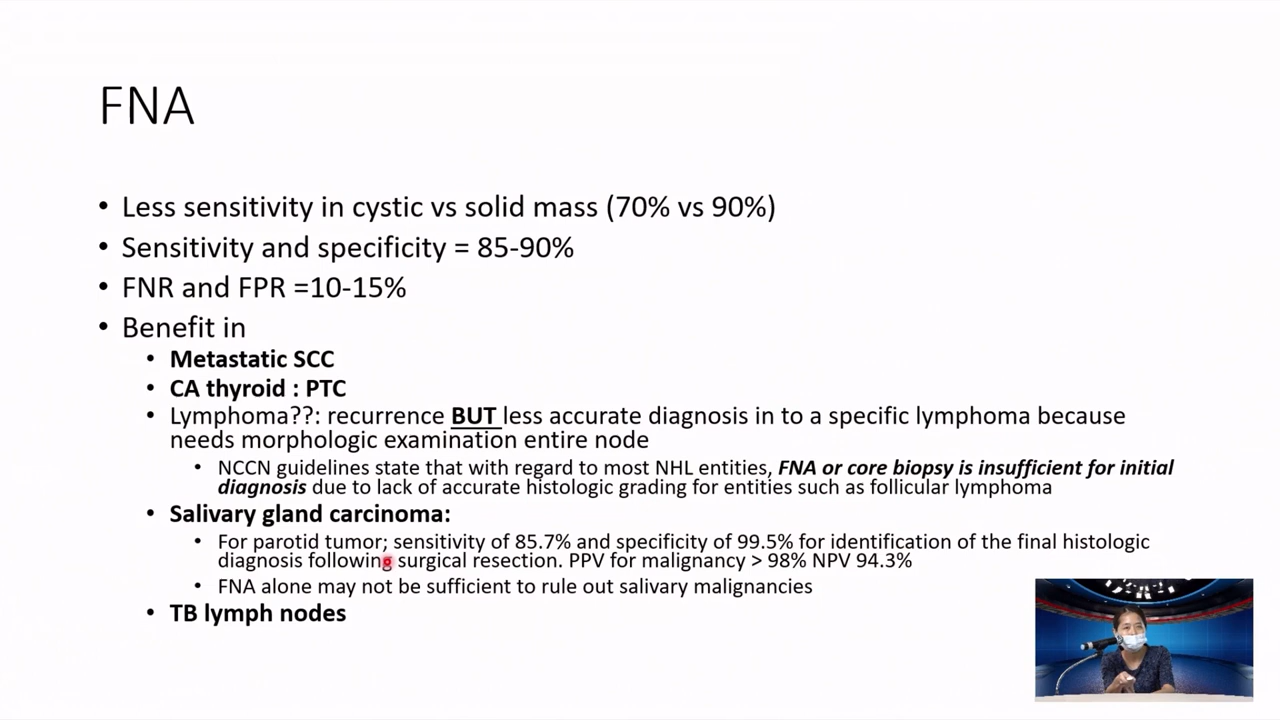 FNA
• Less sensitivity in cystic vs solid mass (70% vs 90%)
• Sensitivity and specificity = 85-90%
• FNR and FPR =10-15%
• Benefit in
• Metastatic SCC
• CA thyroid : PTC
• Lymphoma??: recurrence BUT less accurate diagnosis in to a specific lymphoma because
needs morphologic examination entire node
• NCCN guidelines state that with regard to most NHL entities, FNA or core biopsy is insufficient for initial
diagnosis due to lack of accurate histologic grading for entities such as follicular lymphoma
• Salivary gland carcinoma:
• For parotid tumor; sensitivity of 85.7% and specificity of 99.5% for identification of the final histologic
diagnosis following surgical resection. PPV for malignancy > 98% NPV 94.3%
• FNA alone may not be sufficient to rule out salivary malignancies
• TB lymph nodes